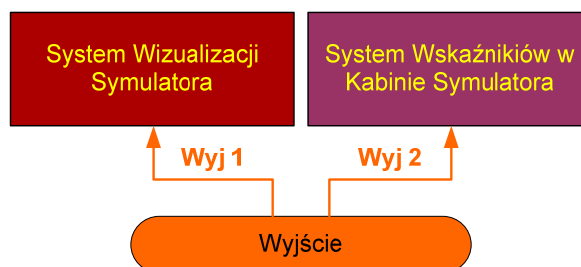 System Wizualizacji
Symulatora
System Wskaźników w
Kabinie Symulatora
Wyj 1
Wyj 2
Wyjście